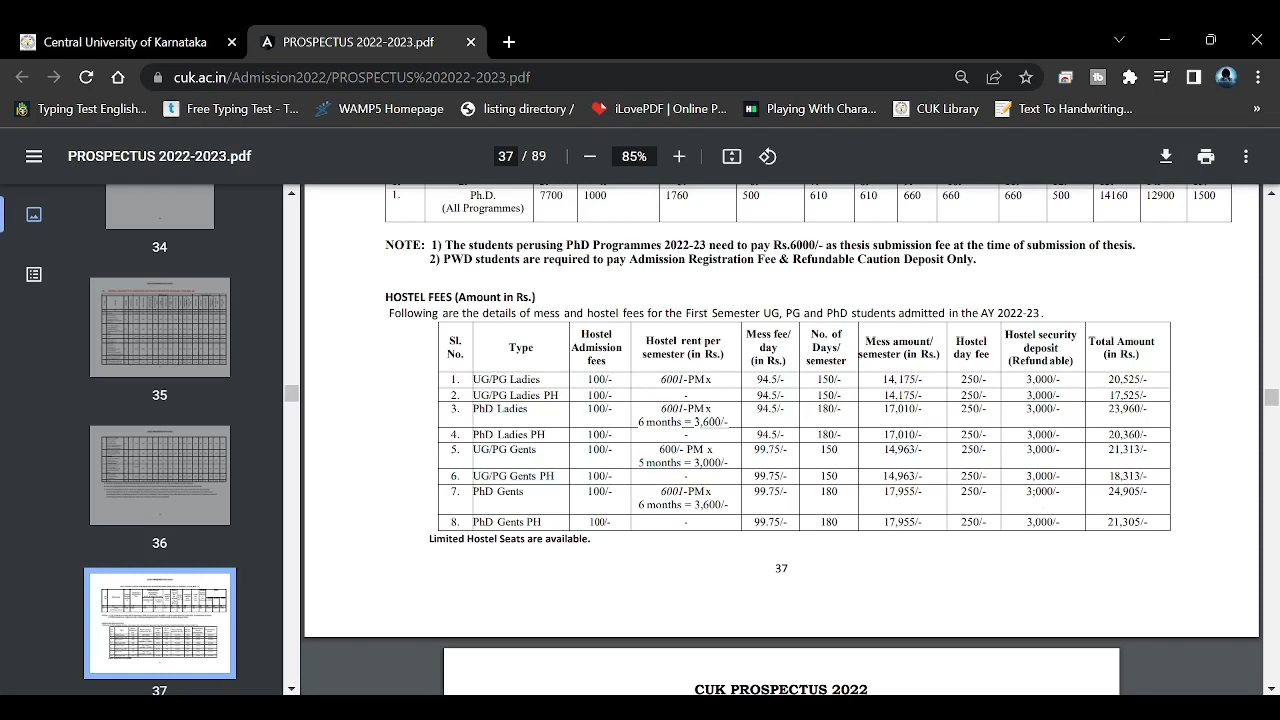 Central University of Karnataka
PROSPECTUS 2022-2023.pdf
cuk.ac.in/Admission2022/PROSPECTUS%202022-2023.pdf
Typing Test English... Free Typing Test - T... WAMP5 Homepage listing directory / iLovePDF | Online P... Playing With Chara... CUK Library Text To Handwriting... »
PROSPECTUS 2022-2023.pdf 37 / 89 85%
34
35
36
37
1. Ph.D. 7700 1000 1760 500 610 610 660 660 660 500 14160 12900 1500
(All Programmes)
NOTE: 1) The students perusing PhD Programmes 2022-23 need to pay Rs.6000/- as thesis submission fee at the time of submission of thesis.
2) PWD students are required to pay Admission Registration Fee & Refundable Caution Deposit Only.
HOSTEL FEES (Amount in Rs.)
Following are the details of mess and hostel fees for the First Semester UG, PG and PhD students admitted in the AY 2022-23.
Sl. No. Type Hostel Admission fees Hostel rent per semester (in Rs.) Mess fee/ day (in Rs.) No. of Days/ semester Mess amount/ semester (in Rs.) Hostel day fee Hostel security deposit (Refund able) Total Amount (in Rs.)
1. UG/PG Ladies 100/- 6001-PMx 94.5/- 150/- 14,175/- 250/- 3,000/- 20,525/-
2. UG/PG Ladies PH 100/- - 94.5/- 150/- 14.175/- 250/- 3,000/- 17,525/-
3. PhD Ladies 100/- 6001-PMx 94.5/- 180/- 17,010/- 250/- 3,000/- 23,960/-
6 months = 3,600/-
4. PhD Ladies PH 100/- - 94.5/- 180/- 17,010/- 250/- 3,000/- 20,360/-
5. UG/PG Gents 100/- 600/- PM x 99.75/- 150 14,963/- 250/- 3,000/- 21,313/-
5 months = 3,000/-
6. UG/PG Gents PH 100/- - 99.75/- 150 14,963/- 250/- 3,000/- 18,313/-
7. PhD Gents 100/- 6001-PMx 99.75/- 180 17,955/- 250/- 3;000/- 24,905/-
6 months = 3,600/-
8. PhD Gents PH 100/- - 99.75/- 180 17,955/- 250/- 3,000/- 21,305/-
Limited Hostel Seats are available.
37
CUK PROSPECTUS 2022